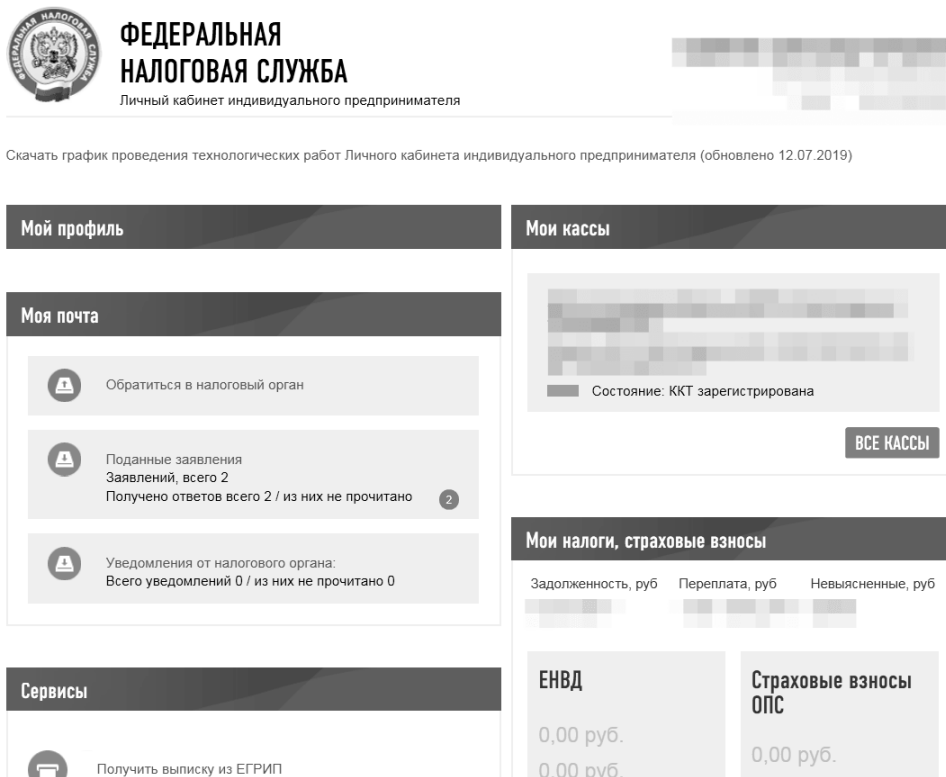 ФЕДЕРАЛЬНАЯ НАЛОГОВАЯ СЛУЖБА
ФЕДЕРАЛЬНАЯ
НАЛОГОВАЯ СЛУЖБА
Личный кабинет индивидуального предпринимателя
Скачать график проведения технологических работ Личного кабинета индивидуального предпринимателя (обновлено 12.07.2019)
Мой профиль
Моя почта
Обратиться в налоговый орган
Поданные заявления
Заявлений, всего 2
Получено ответов всего 2 / из них не прочитано 2
Уведомления от налогового органа:
Всего уведомлений 0 / из них не прочитано 0
Сервисы
Получить выписку из ЕГРИП
Мои кассы
Состояние: ККТ зарегистрирована
ВСЕ КАССЫ
Мои налоги, страховые взносы
Задолженность, руб Переплата, руб Невыясненные, руб
ЕНВД
0,00 руб.
0,00 руб.
Страховые взносы
ОПС
0,00 руб.